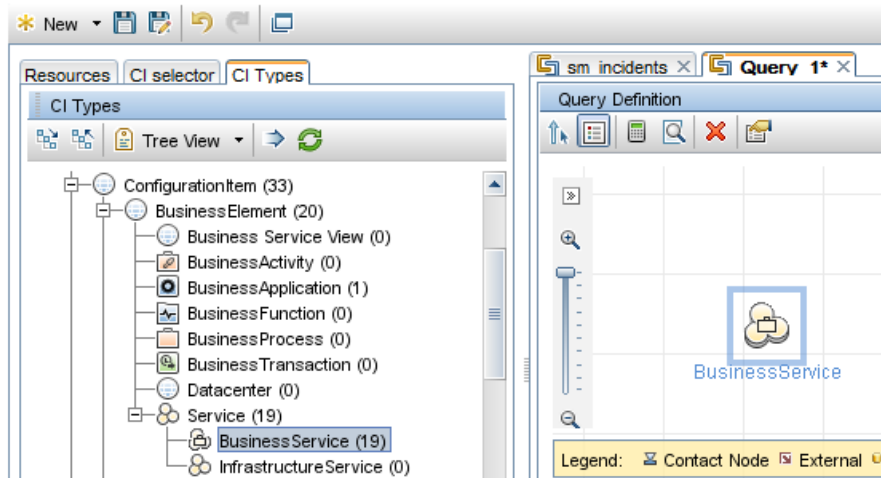 New
Resources CI selector CI Types
CI Types
Tree View
ConfigurationItem (33)
BusinessElement (20)
Business Service View (0)
BusinessActivity (0)
BusinessApplication (1)
BusinessFunction (0)
BusinessProcess (0)
BusinessTransaction (0)
Datacenter (0)
Service (19)
BusinessService (19)
InfrastructureService (0)
sm_incidents Query 1*
Query Definition
BusinessService
Legend: Contact Node External